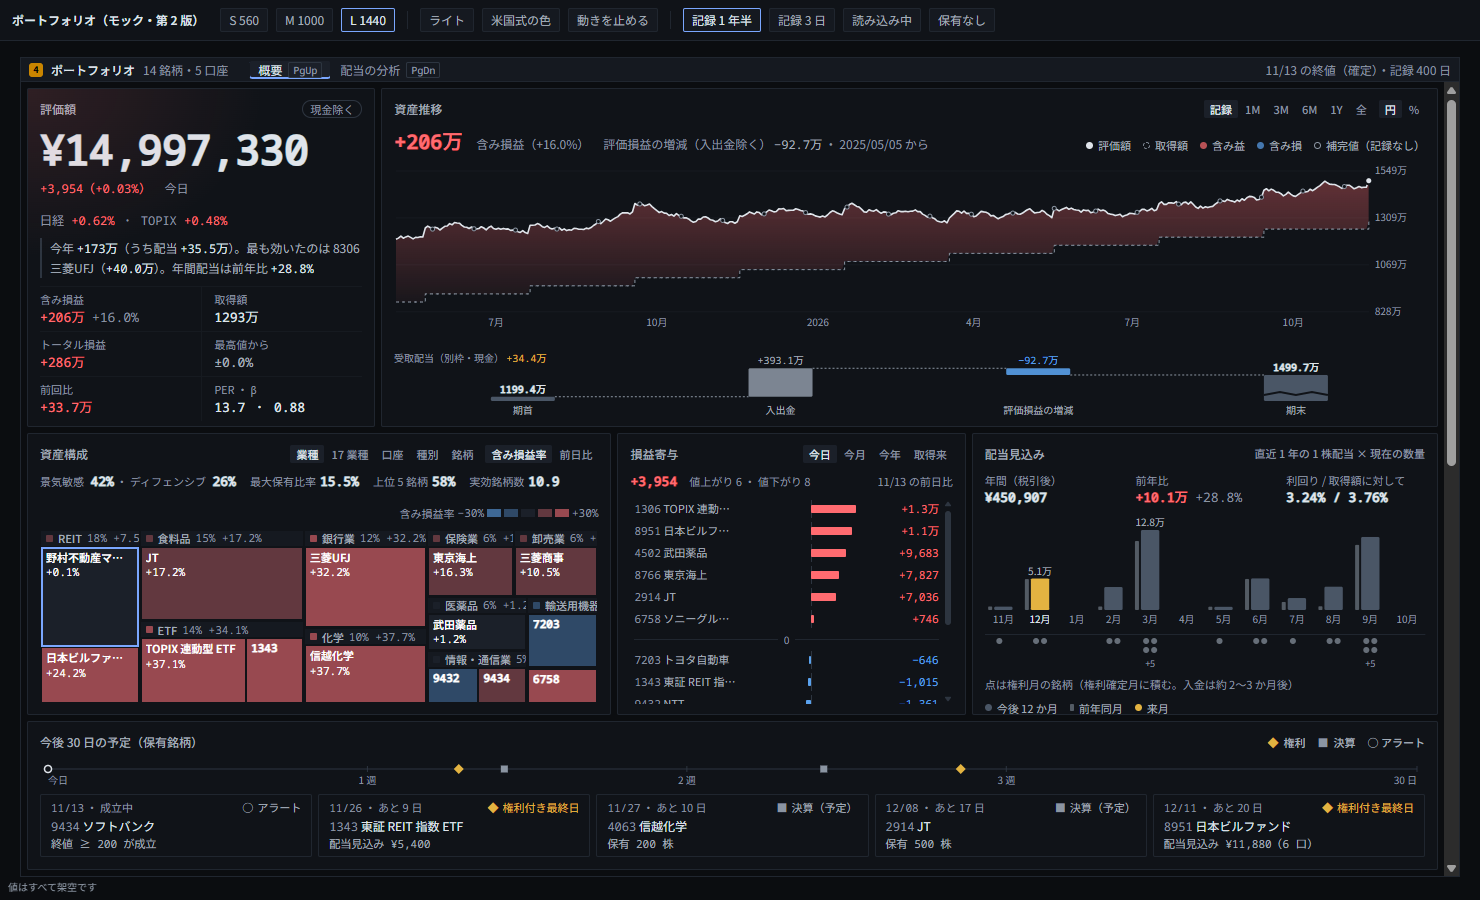 ポートフォリオ（モック・第 2 版） S 560 M 1000 L 1440 ライト 米国式の色 動きを止める 記録 1 年半 記録 3 日 読み込み中 保有なし
4 ポートフォリオ 14 銘柄・5 口座 概要 PgUp 配当の分析 PgDn 11/13 の終値（確定）・記録 400 日
評価額 現金除く
¥14,997,330
+3,954 (+0.03%) 今日
日経 +0.62% ・ TOPIX +0.48%
今年 +173万（うち配当 +35.5万）。最も効いたのは 8306
三菱UFJ（+40.0万）。年間配当は前年比 +28.8%
含み損益 取得額
+206万 +16.0% 1293万
トータル損益 最高値から
+286万 ±0.0%
前回比 PER ・ β
+33.7万 13.7 ・ 0.88
資産推移 記録 1M 3M 6M 1Y 全 円 %
+206万 含み損益（+16.0%） 評価損益の増減（入出金除く）−92.7万 ・ 2025/05/05 から
評価額 取得額 含み益 含み損 補完値（記録なし）
1549万
1309万
1069万
828万
7月 10月 2026 4月 7月 10月
受取配当（別枠・現金）+34.4万
1199.4万 +393.1万 −92.7万 1499.7万
期首 入出金 評価損益の増減 期末
資産構成 業種 17 業種 口座 種別 銘柄 含み損益率 前日比
景気敏感 42% ・ ディフェンシブ 26% 最大保有比率 15.5% 上位 5 銘柄 58% 実効銘柄数 10.9
含み損益率 −30% +30%
REIT 18% +7.5 食料品 15% +17.2% 銀行業 12% +32.2% 保険業 6% +1 卸売業 6% +
野村不動産マ… JT 三菱UFJ 東京海上 三菱商事
+0.1% +17.2% +32.2% +16.3% +10.5%
医薬品 6% +1.2 輸送用機器
武田薬品 7203
+1.2%
ETF 14% +34.1% 化学 10% +37.7%
日本ビルファ… TOPIX 連動型 ETF 1343 信越化学 情報・通信業 5%
+24.2% +37.1% +37.7% 9432 9434 6758
損益寄与 今日 今月 今年 取得来
+3,954 値上がり 6 ・ 値下がり 8 11/13 の前日比
1306 TOPIX 連動… +1.3万
8951 日本ビルフ… +1.1万
4502 武田薬品 +9,683
8766 東京海上 +7,827
2914 JT +7,036
6758 ソニーグル… +746
0
7203 トヨタ自動車 −646
1343 東証 REIT 指… −1,015
9432 NTT −1,361
配当見込み 直近 1 年の 1 株配当 × 現在の数量
年間（税引後） 前年比 利回り / 取得額に対して
¥450,907 +10.1万 +28.8% 3.24% / 3.76%
12.8万
5.1万
11月 12月 1月 2月 3月 4月 5月 6月 7月 8月 9月 10月
+5 +5
点は権利月の銘柄（権利確定月に積む。入金は約 2〜3 か月後）
今後 12 か月 前年同月 来月
今後 30 日の予定（保有銘柄） 権利 決算 アラート
今日 1 週 2 週 3 週 30 日
11/13 ・ 成立中 アラート
9434 ソフトバンク
終値 ≥ 200 が成立
11/26 ・ あと 9 日 権利付き最終日
1343 東証 REIT 指数 ETF
配当見込み ¥5,400
11/27 ・ あと 10 日 決算（予定）
4063 信越化学
保有 200 株
12/08 ・ あと 17 日 決算（予定）
2914 JT
保有 500 株
12/11 ・ あと 20 日 権利付き最終日
8951 日本ビルファンド
配当見込み ¥11,880（6 口）
値はすべて架空です